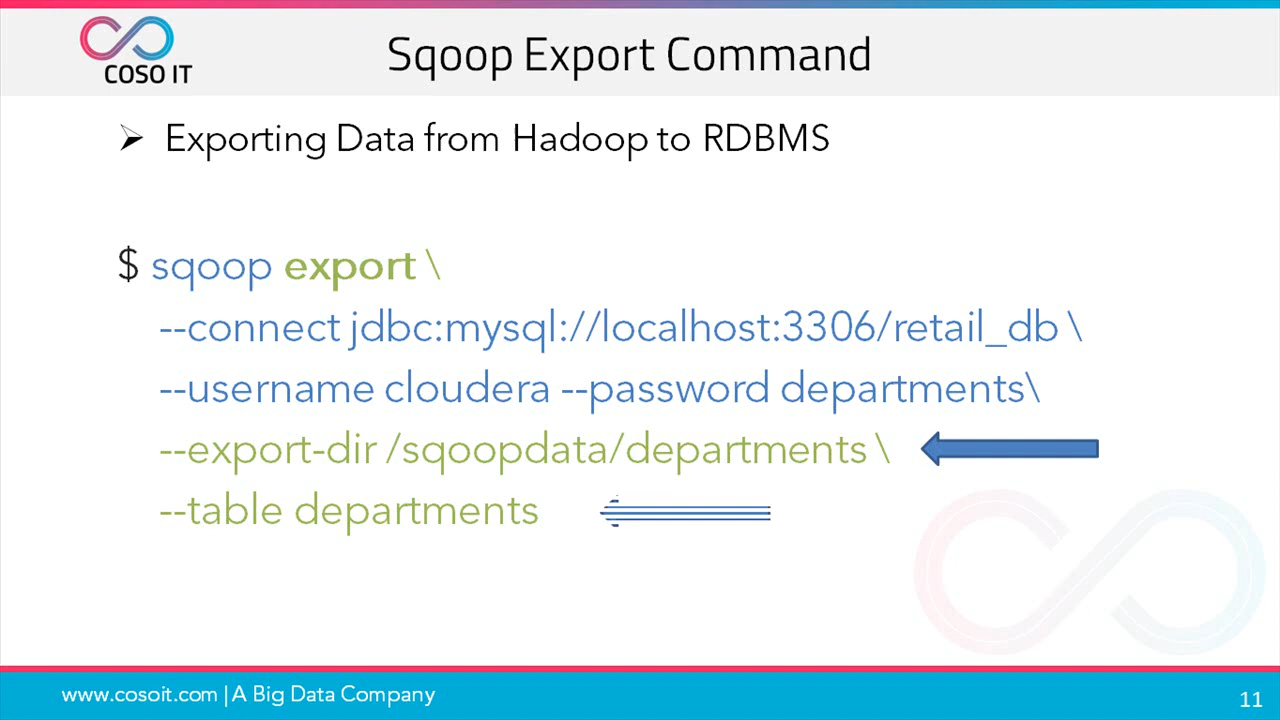 COSO IT
Sqoop Export Command
Exporting Data from Hadoop to RDBMS
$ sqoop export \
--connect jdbc:mysql://localhost:3306/retail_db \
--username cloudera --password departments\
--export-dir /sqoopdata/departments \
--table departments
www.cosoit.com | A Big Data Company
11